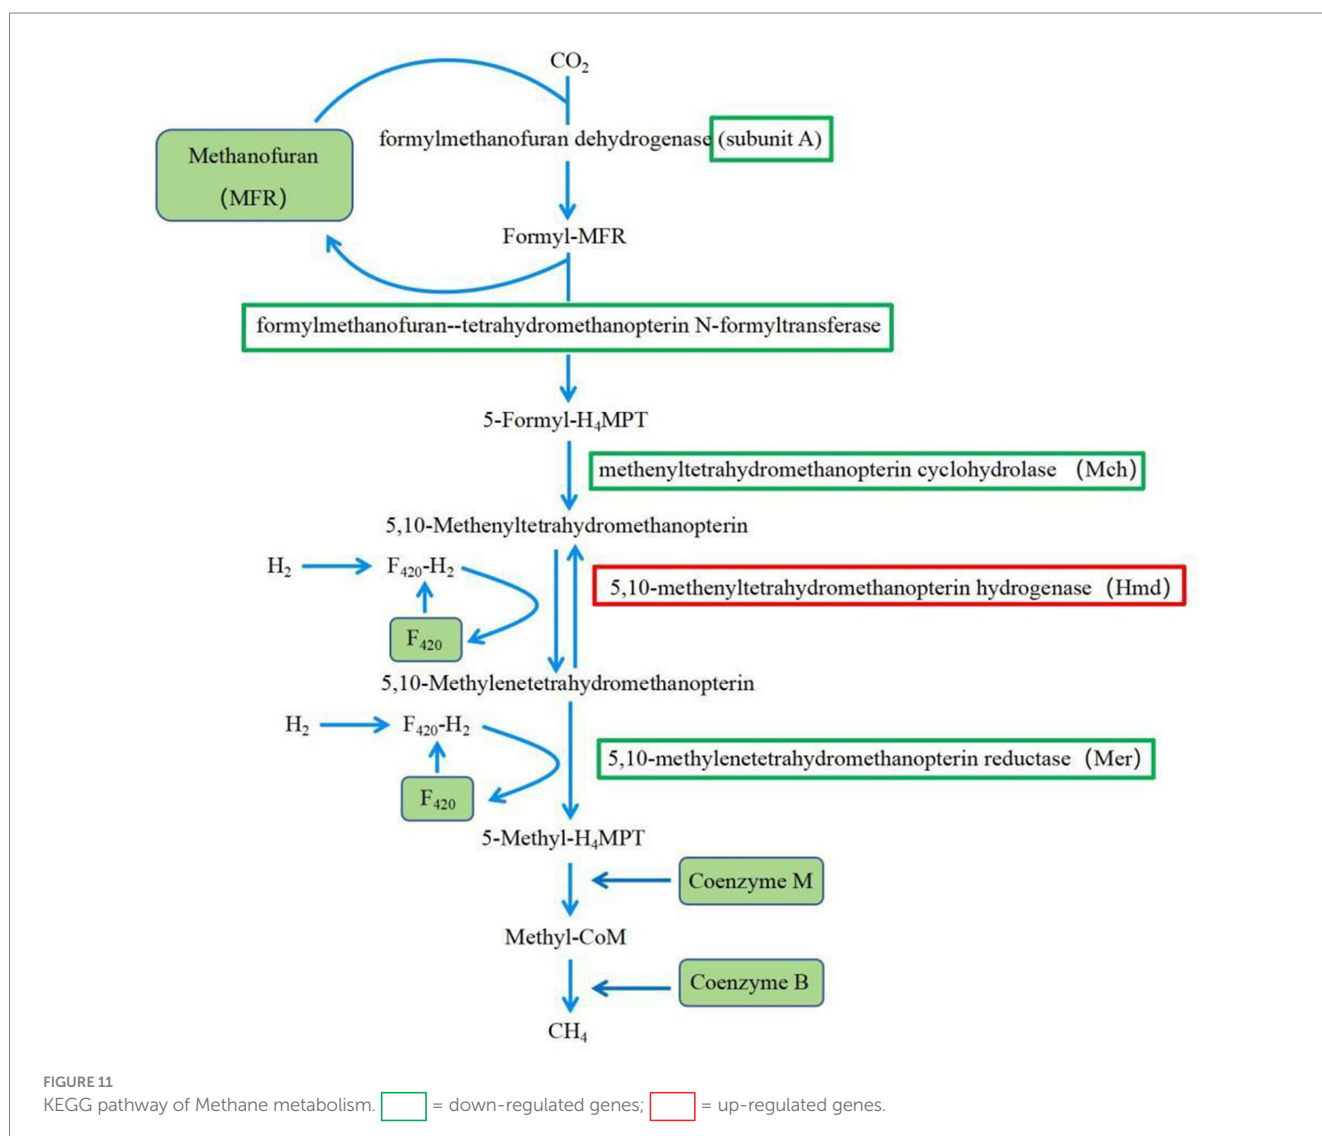 CO₂
formylmethanofuran dehydrogenase (subunit A)
Methanofuran
(MFR)
Formyl-MFR
formylmethanofuran--tetrahydromethanopterin N-formyltransferase
5-Formyl-H₄MPT
methenyltetrahydromethanopterin cyclohydrolase (Mch)
5,10-Methenyltetrahydromethanopterin
H₂ F₄₂₀-H₂
5,10-methenyltetrahydromethanopterin hydrogenase (Hmd)
F₄₂₀
5,10-Methylenetetrahydromethanopterin
H₂ F₄₂₀-H₂
5,10-methylenetetrahydromethanopterin reductase (Mer)
F₄₂₀
5-Methyl-H₄MPT
Coenzyme M
Methyl-CoM
Coenzyme B
CH₄
FIGURE 11
KEGG pathway of Methane metabolism. = down-regulated genes; = up-regulated genes.